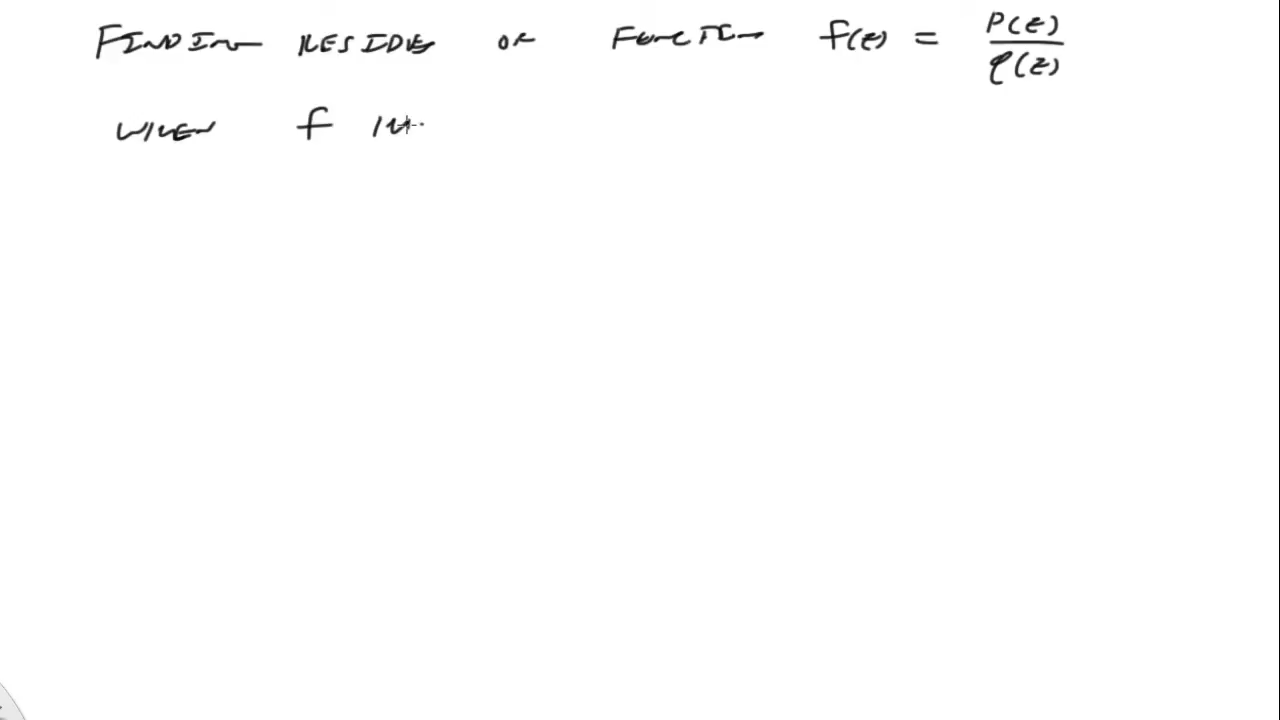 FINDING RESIDUE OF FUNCTION f(z) = P(z)/Q(z)
WHEN f